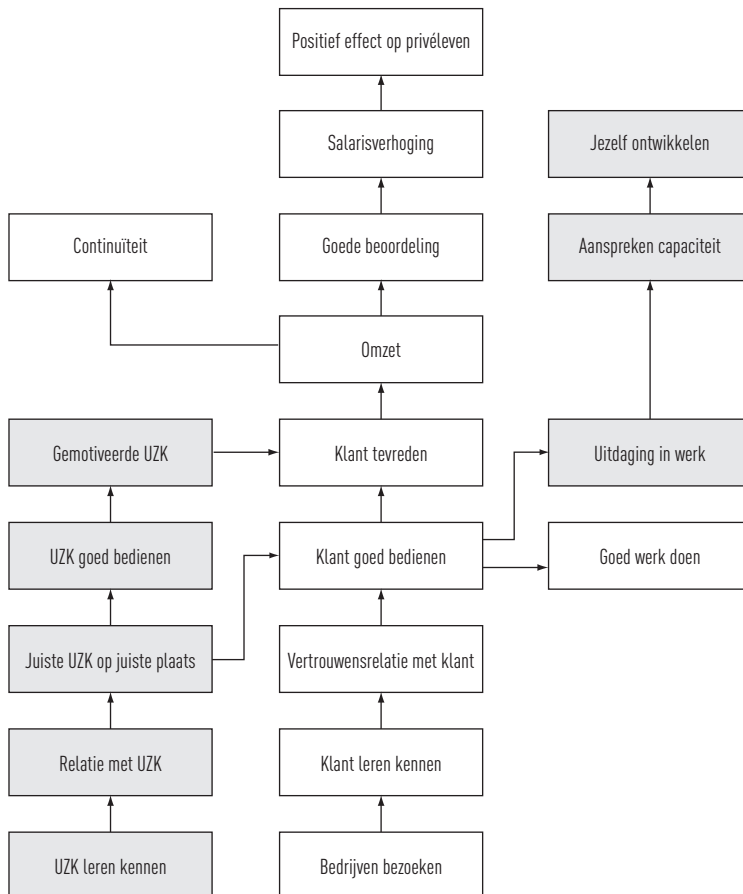 Positief effect op privéleven
Salarisverhoging
Jezelf ontwikkelen
Continuïteit
Goede beoordeling
Aanspreken capaciteit
Omzet
Gemotiveerde UZK
Klant tevreden
Uitdaging in werk
UZK goed bedienen
Klant goed bedienen
Goed werk doen
Juiste UZK op juiste plaats
Vertrouwensrelatie met klant
Relatie met UZK
Klant leren kennen
UZK leren kennen
Bedrijven bezoeken